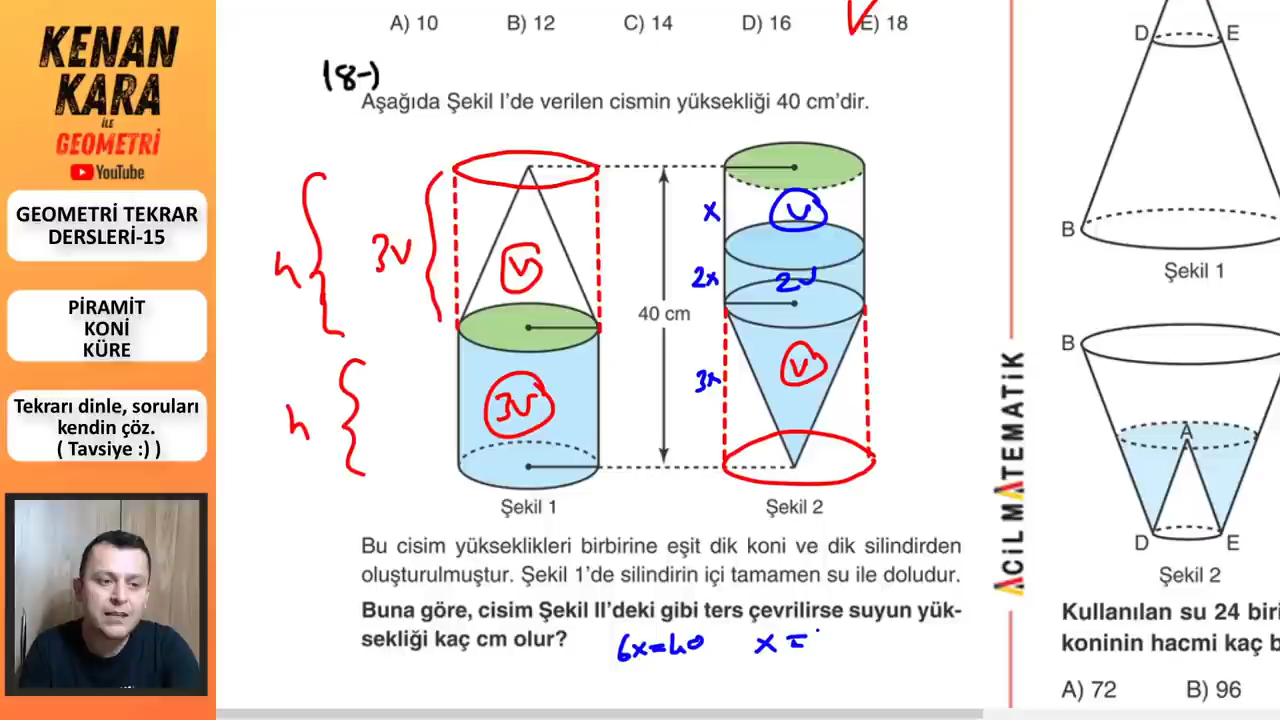 KENAN
KARA
İLE
GEOMETRİ
YouTube
GEOMETRİ TEKRAR
DERSLERİ-15
PİRAMİT
KONİ
KÜRE
Tekrarı dinle, soruları
kendin çöz.
( Tavsiye :) )
A) 10 B) 12 C) 14 D) 16 E) 18
18-)
Aşağıda Şekil I'de verilen cismin yüksekliği 40 cm'dir.
h
3V
V
h
3V
40 cm
x
V
2x
2V
3x
V
Şekil 1
Şekil 2
Bu cisim yükseklikleri birbirine eşit dik koni ve dik silindirden
oluşturulmuştur. Şekil 1'de silindirin içi tamamen su ile doludur.
Buna göre, cisim Şekil II'deki gibi ters çevrilirse suyun yük-
sekliği kaç cm olur?
6x=40 x =
ACİL MATEMATİK
D E
B
Şekil 1
B
A
D E
Şekil 2
Kullanılan su 24 biri
koninin hacmi kaç b
A) 72 B) 96